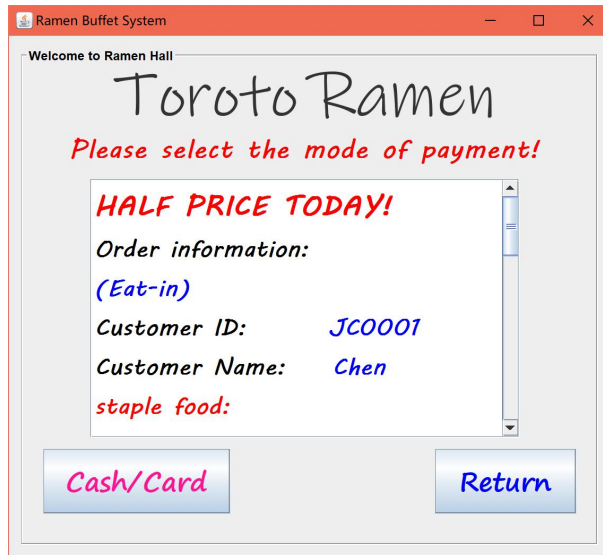 Ramen Buffet System
Welcome to Ramen Hall
Toroto Ramen
Please select the mode of payment!
HALF PRICE TODAY!
Order information:
(Eat-in)
Customer ID: JC0001
Customer Name: Chen
staple food:
Cash/Card
Return